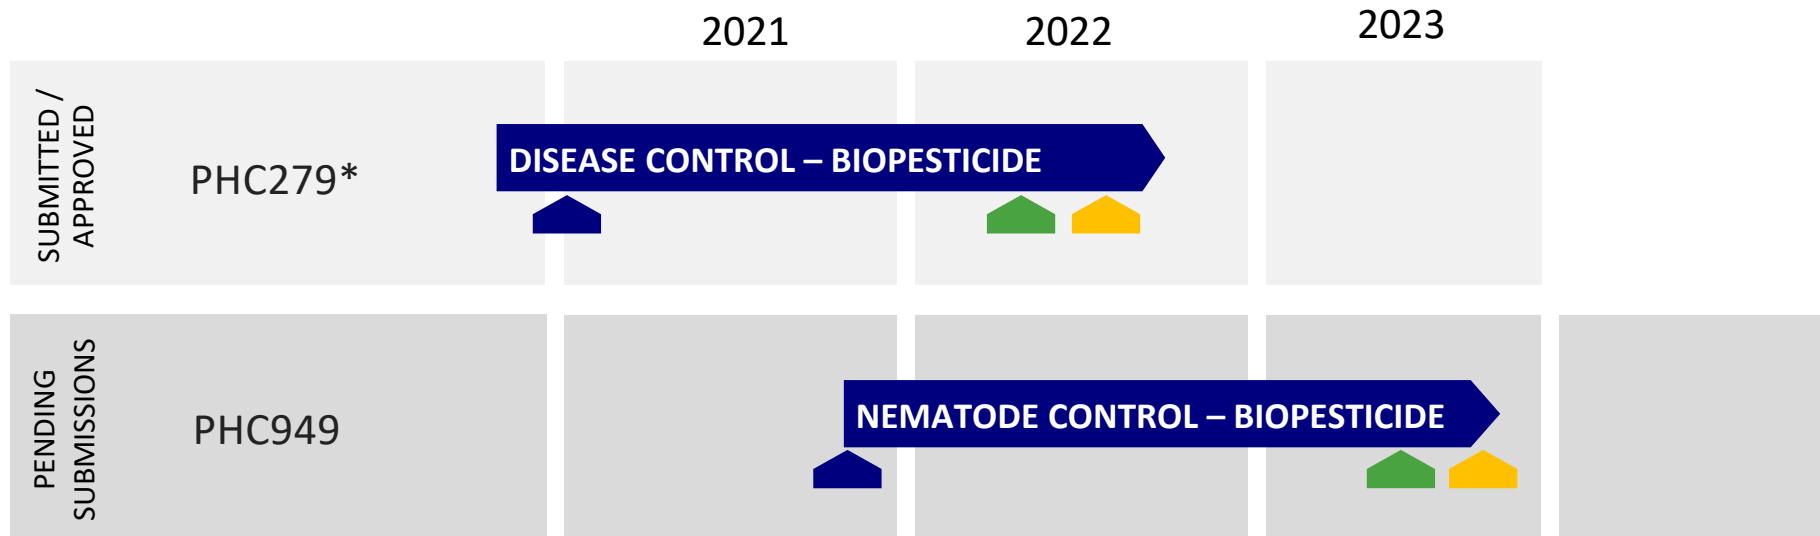 2021 2022 2023
SUBMITTED /
APPROVED
PHC279*
DISEASE CONTROL – BIOPESTICIDE
PENDING
SUBMISSIONS
PHC949
NEMATODE CONTROL – BIOPESTICIDE